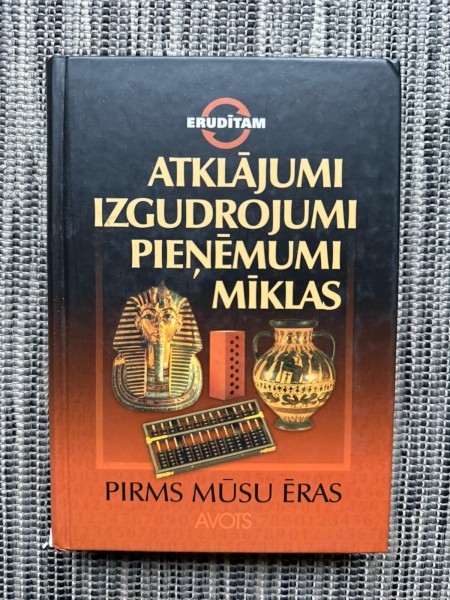 ERUDĪTAM
ATKLĀJUMI
IZGUDROJUMI
PIEŅĒMUMI
MĪKLAS
PIRMS MŪSU ĒRAS
AVOTS